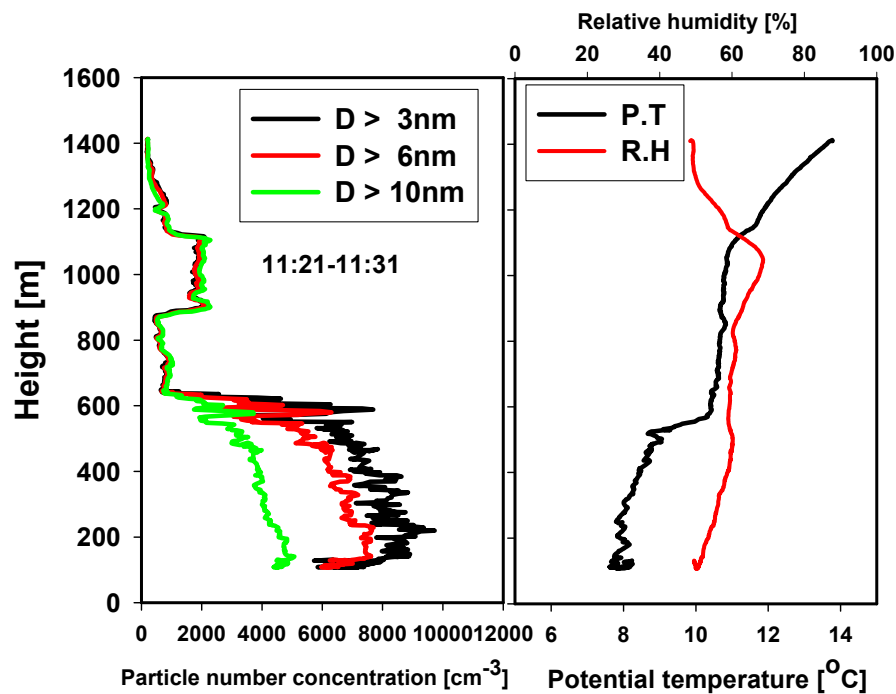 Relative humidity [%]
0 20 40 60 80 100
1600
1400
1200
1000
800
600
400
200
0
Height [m]
D > 3nm
D > 6nm
D > 10nm
11:21-11:31
P.T
R.H
0 2000 4000 6000 8000 10000 12000
6 8 10 12 14
Particle number concentration [cm-3]
Potential temperature [oC]